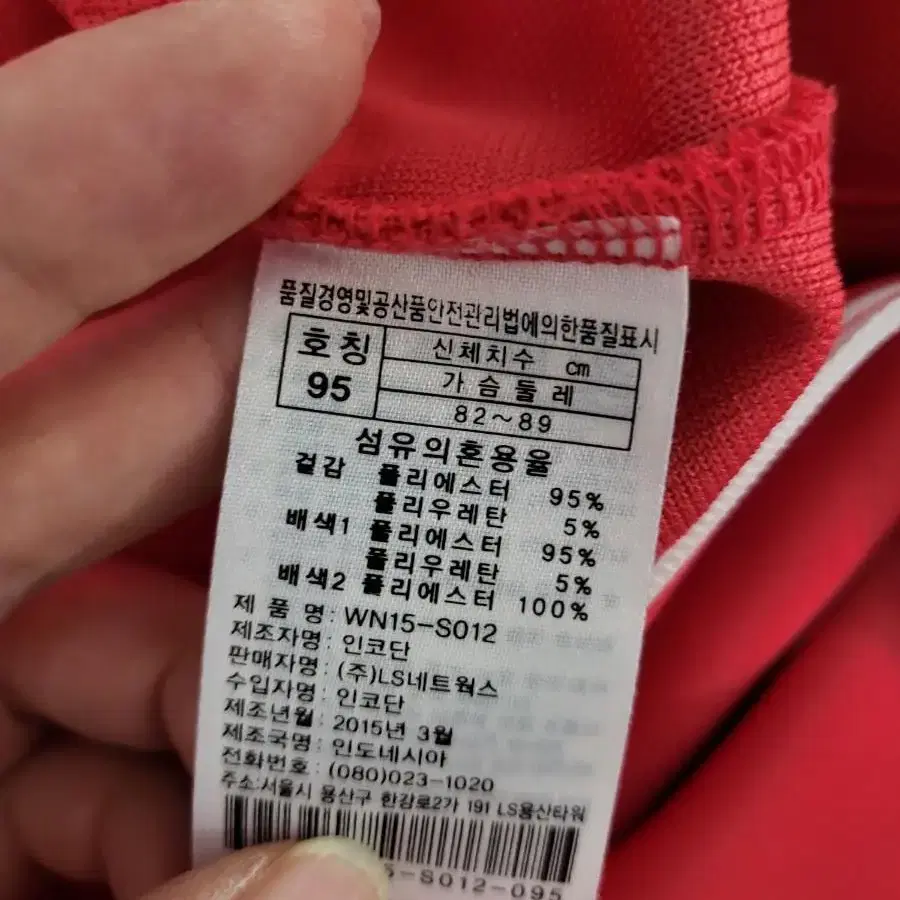 품질경영및공산품안전관리법에의한품질표시
호칭 신체치수 cm
95 가슴둘레
82~89
섬유의혼용율
겉감 폴리에스터 95%
폴리우레탄 5%
배색1 폴리에스터 95%
폴리우레탄 5%
배색2 폴리에스터 100%
제 품 명: WN15-S012
제조자명: 인코단
판매자명: (주)LS네트웍스
수입자명: 인코단
제조년월: 2015년 3월
제조국명: 인도네시아
전화번호: (080)023-1020
주소:서울시 용산구 한강로2가 191 LS용산타워
5-S012-095